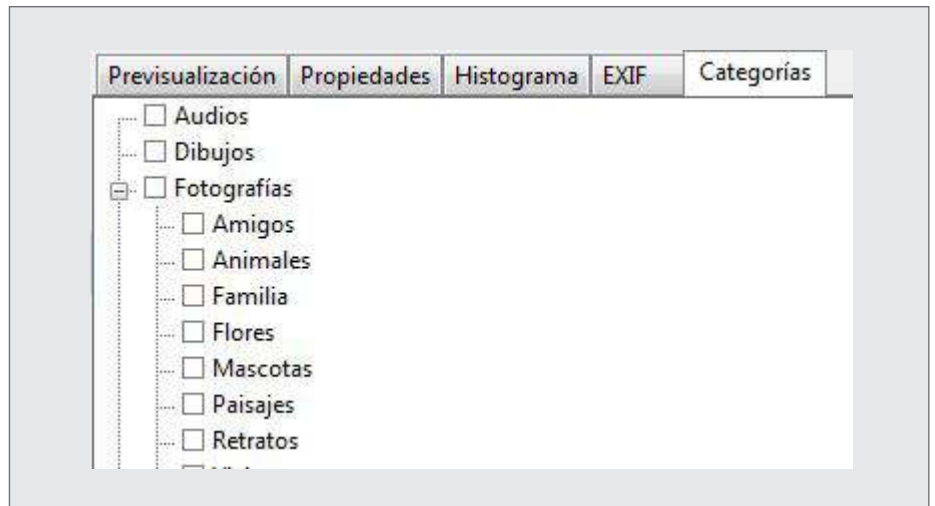 Previsualización Propiedades Histograma EXIF Categorías
Audios
Dibujos
Fotografías
Amigos
Animales
Familia
Flores
Mascotas
Paisajes
Retratos